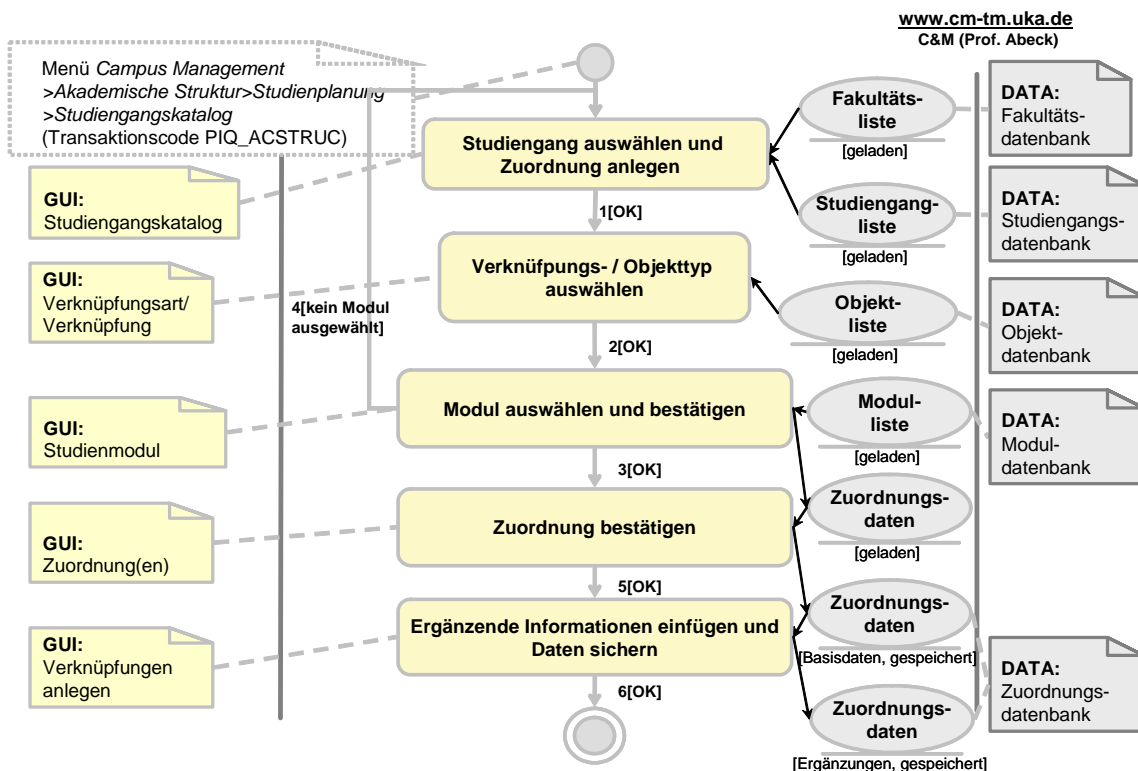 www.cm-tm.uka.de
C&M (Prof. Abeck)
Menü Campus Management
>Akademische Struktur>Studienplanung
>Studiengangskatalog
(Transaktionscode PIQ_ACSTRUC)
GUI:
Studiengangskatalog
GUI:
Verknüpfungsart/
Verknüpfung
GUI:
Studienmodul
GUI:
Zuordnung(en)
GUI:
Verknüpfungen
anlegen
4[kein Modul
ausgewählt]
Studiengang auswählen und
Zuordnung anlegen
1[OK]
Verknüfpungs- / Objekttyp
auswählen
2[OK]
Modul auswählen und bestätigen
3[OK]
Zuordnung bestätigen
5[OK]
Ergänzende Informationen einfügen und
Daten sichern
6[OK]
Fakultäts-
liste
[geladen]
Studiengang-
liste
[geladen]
Objekt-
liste
[geladen]
Modul-
liste
[geladen]
Zuordnungs-
daten
[geladen]
Zuordnungs-
daten
[Basisdaten, gespeichert]
Zuordnungs-
daten
[Ergänzungen, gespeichert]
DATA:
Fakultäts-
datenbank
DATA:
Studiengangs-
datenbank
DATA:
Objekt-
datenbank
DATA:
Modul-
datenbank
DATA:
Zuordnungs-
datenbank